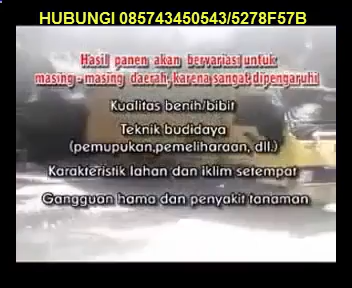 HUBUNGI 085743450543/5278F57B
Hasil panen akan bervariasi untuk
masing - masing daerah, karena sangat dipengaruhi
Kualitas benih/bibit
Teknik budidaya
(pemupukan,pemeliharaan, dll.)
Karakteristik lahan dan iklim setempat
Gangguan hama dan penyakit tanaman